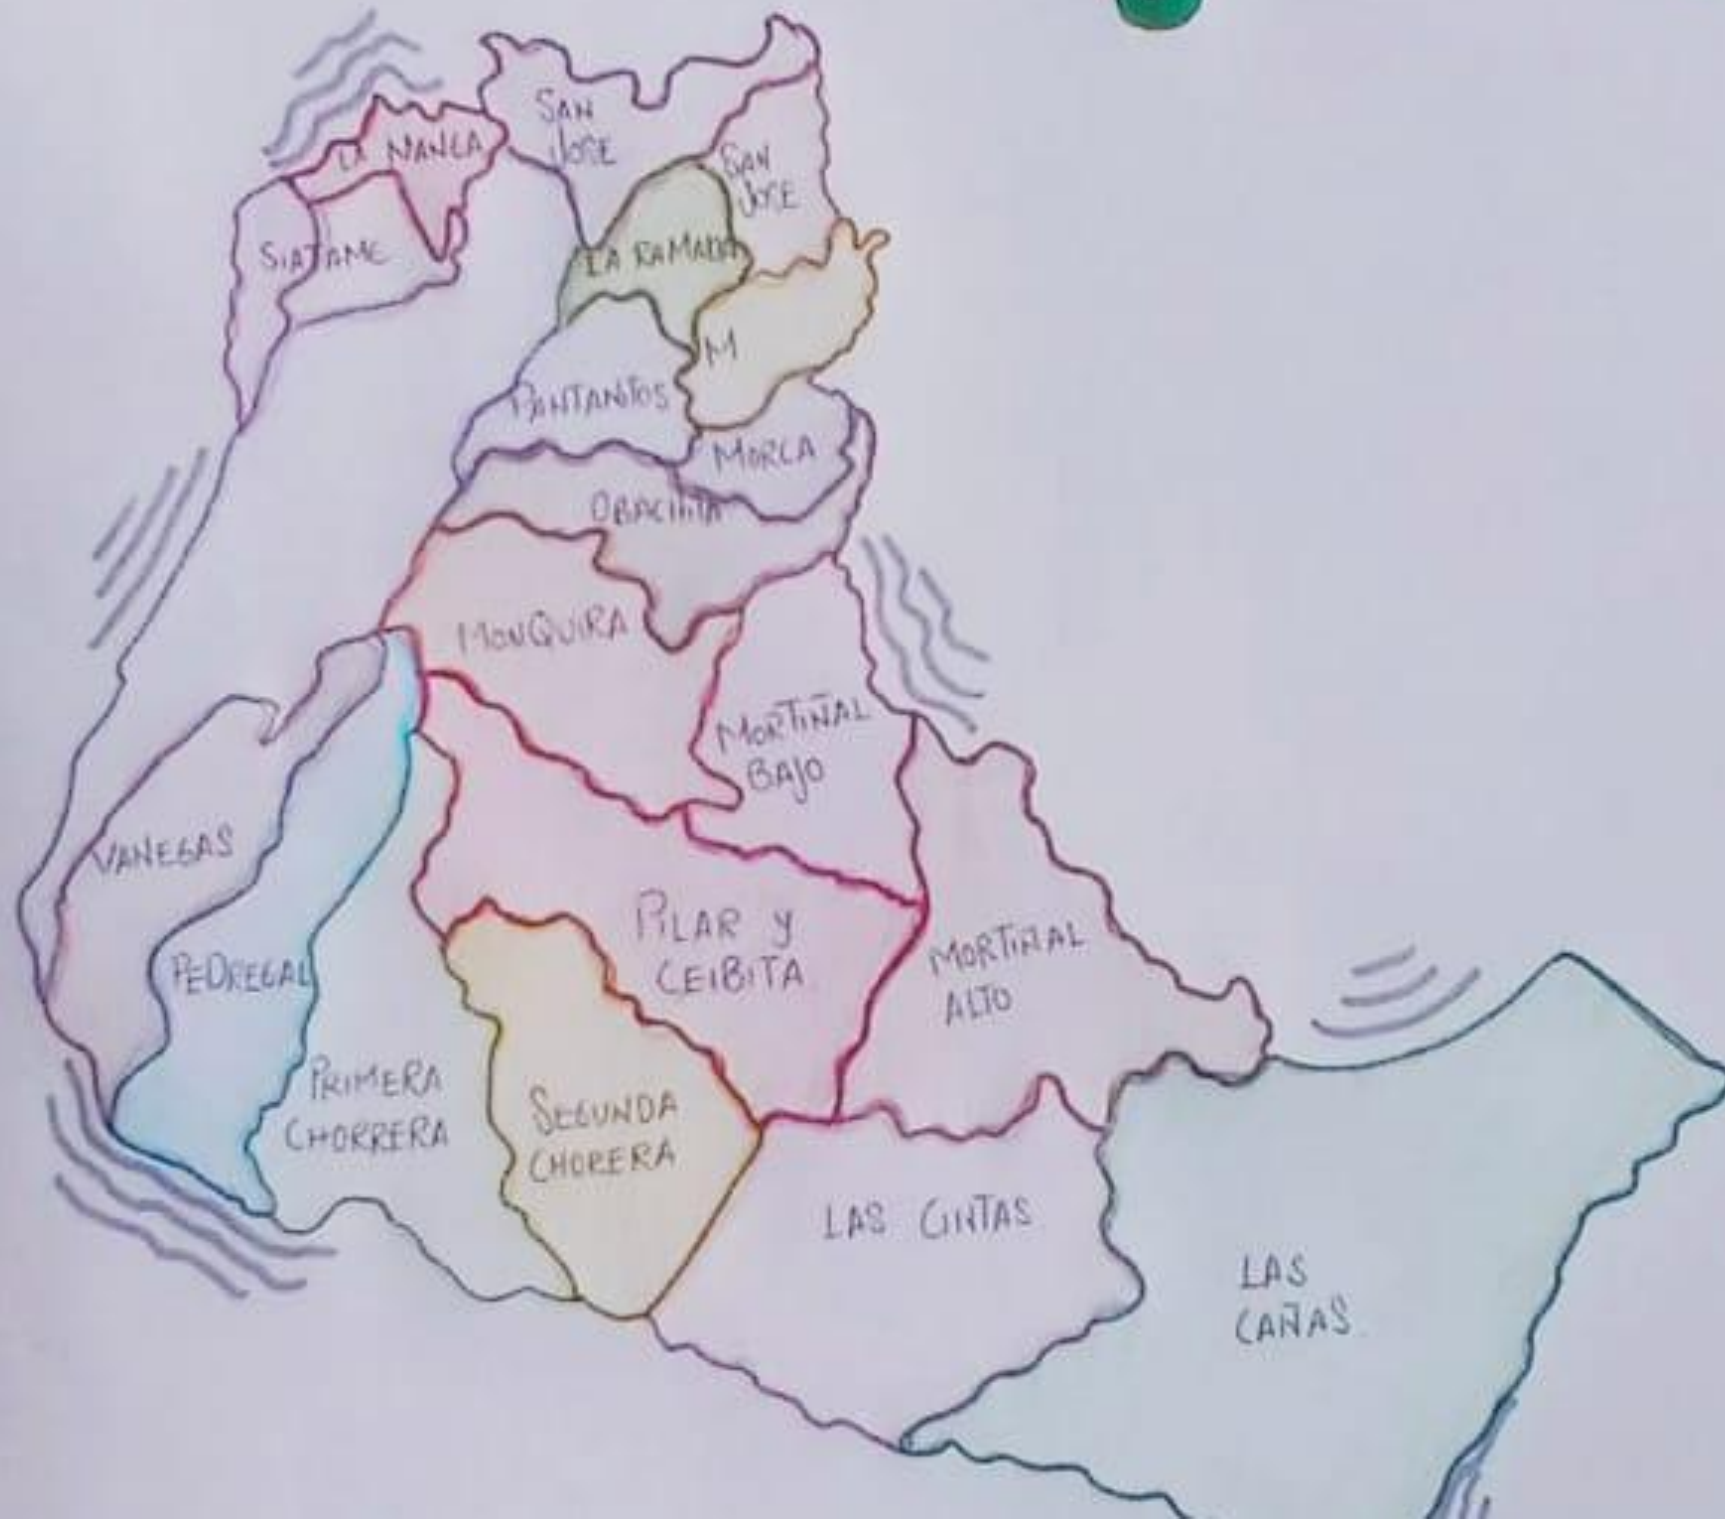 SAN
JOSE
LA NANCA
SAN
JOSE
SIATAME
LA RAMADA
M
PANTANITOS
MORCA
OBACHITA
MONQUIRA
MORTIÑAL
BAJO
VANEGAS
PILAR Y
CEIBITA
MORTIÑAL
ALTO
PEDREGAL
PRIMERA
CHORRERA
SEGUNDA
CHORERA
LAS CINTAS
LAS
CAÑAS